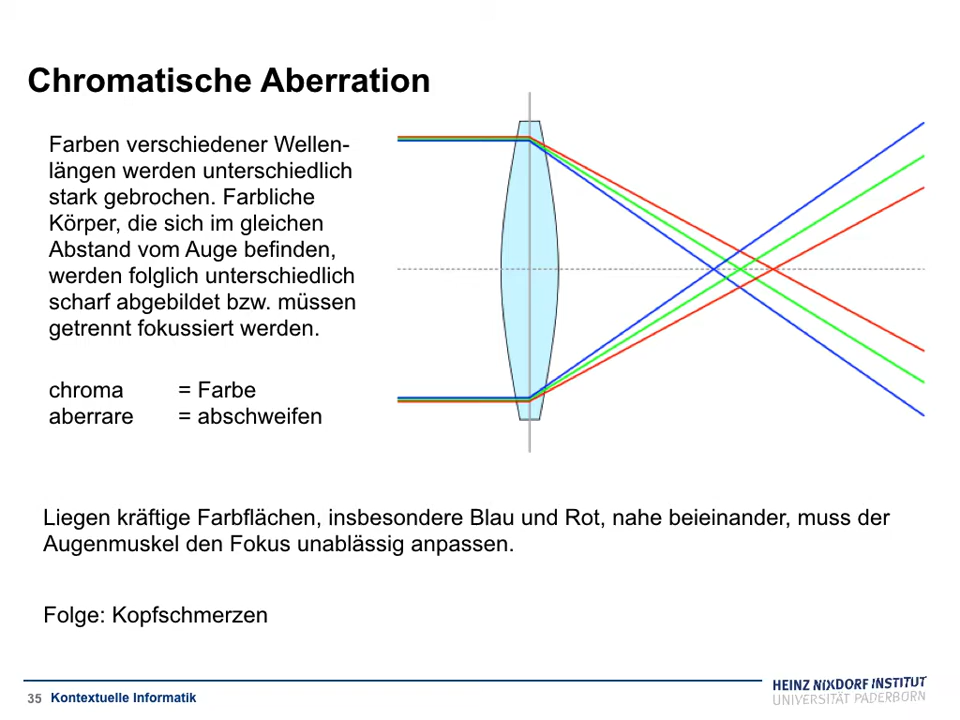 Chromatische Aberration
Farben verschiedener Wellen-
längen werden unterschiedlich
stark gebrochen. Farbliche
Körper, die sich im gleichen
Abstand vom Auge befinden,
werden folglich unterschiedlich
scharf abgebildet bzw. müssen
getrennt fokussiert werden.
chroma = Farbe
aberrare = abschweifen
Liegen kräftige Farbflächen, insbesondere Blau und Rot, nahe beieinander, muss der
Augenmuskel den Fokus unablässig anpassen.
Folge: Kopfschmerzen
35 Kontextuelle Informatik
HEINZ NIXDORF INSTITUT
UNIVERSITÄT PADERBORN